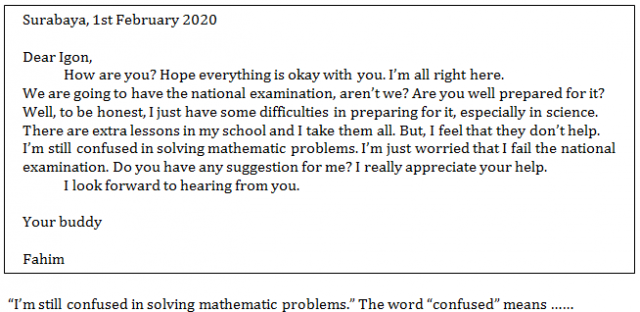 Surabaya, 1st February 2020
Dear Igon,
How are you? Hope everything is okay with you. I'm all right here.
We are going to have the national examination, aren't we? Are you well prepared for it?
Well, to be honest, I just have some difficulties in preparing for it, especially in science.
There are extra lessons in my school and I take them all. But, I feel that they don't help.
I'm still confused in solving mathematic problems. I'm just worried that I fail the national
examination. Do you have any suggestion for me? I really appreciate your help.
I look forward to hearing from you.
Your buddy
Fahim
“I'm still confused in solving mathematic problems.” The word “confused” means ......